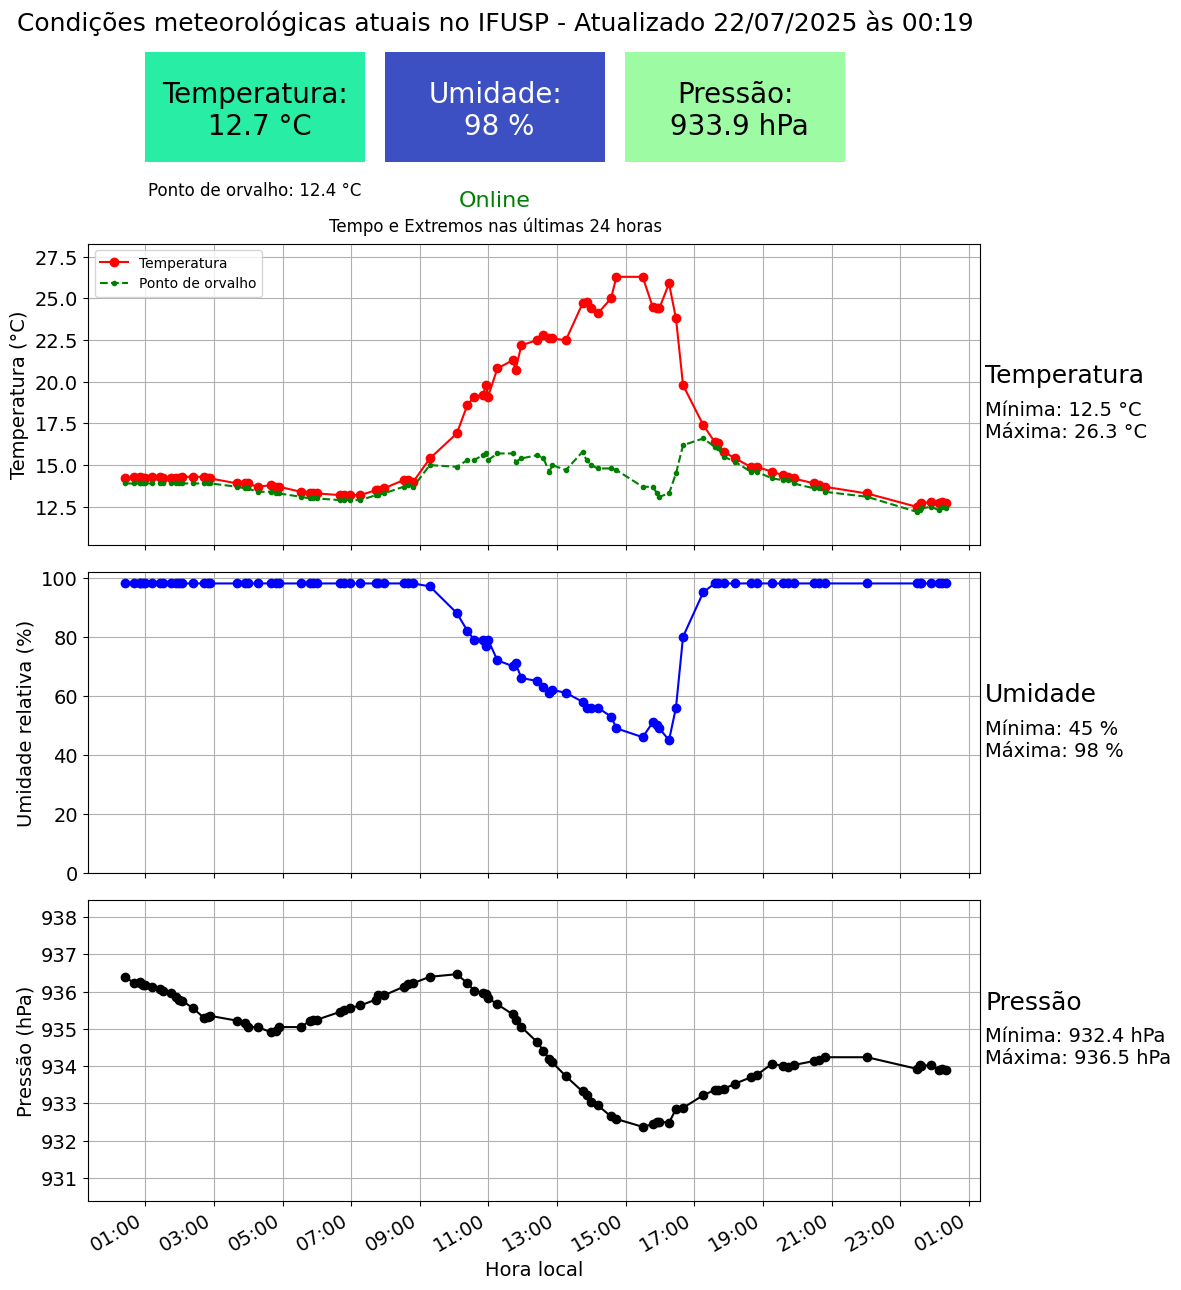 Condições meteorológicas atuais no IFUSP - Atualizado 22/07/2025 às 00:19
Temperatura:
12.7 °C
Umidade:
98 %
Pressão:
933.9 hPa
Ponto de orvalho: 12.4 °C
Online
Tempo e Extremos nas últimas 24 horas
Temperatura (°C)
27.5
25.0
22.5
20.0
17.5
15.0
12.5
Temperatura
Ponto de orvalho
Temperatura
Mínima: 12.5 °C
Máxima: 26.3 °C
Umidade relativa (%)
100
80
60
40
20
0
Umidade
Mínima: 45 %
Máxima: 98 %
Pressão (hPa)
938
937
936
935
934
933
932
931
Pressão
Mínima: 932.4 hPa
Máxima: 936.5 hPa
01:00 03:00 05:00 07:00 09:00 11:00 13:00 15:00 17:00 19:00 21:00 23:00 01:00
Hora local